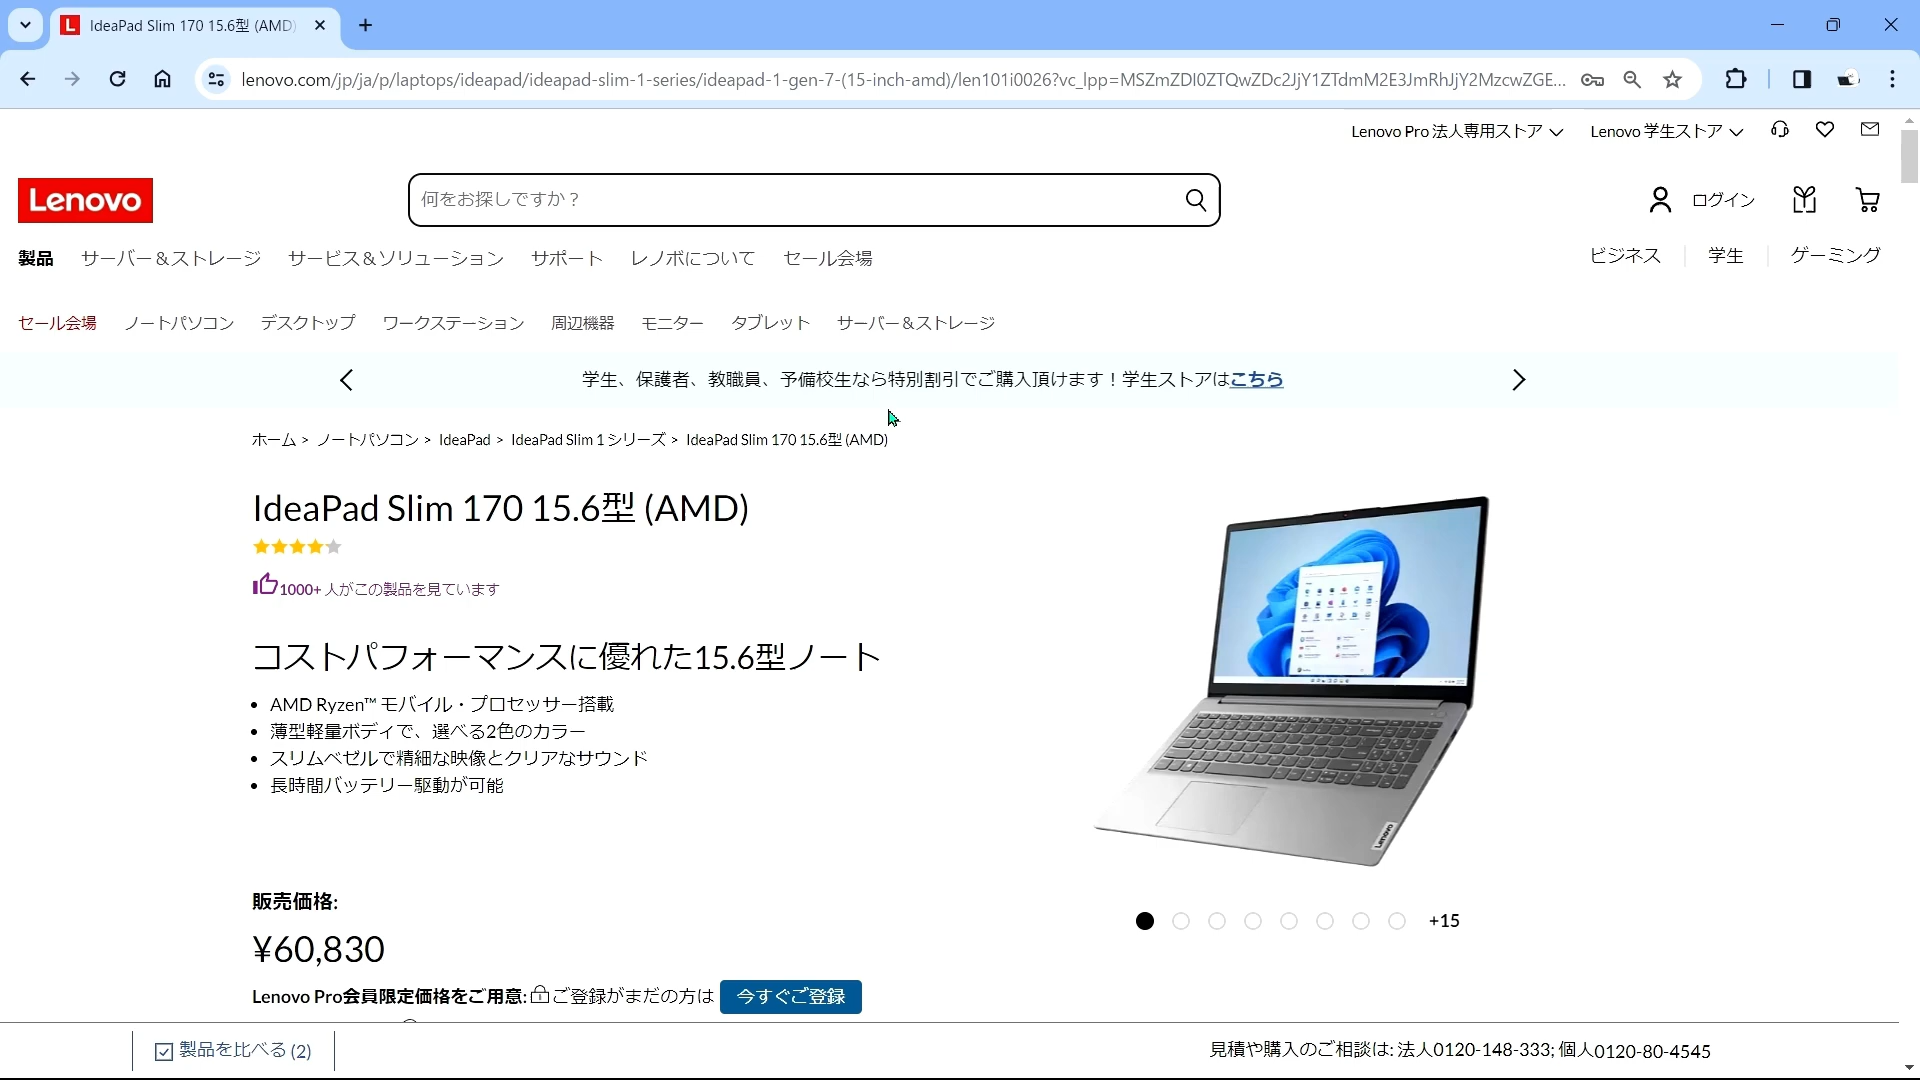 IdeaPad Slim 170 15.6型 (AMD)
lenovo.com/jp/ja/p/laptops/ideapad/ideapad-slim-1-series/ideapad-1-gen-7-(15-inch-amd)/len101i0026?vc_lpp=MSZmZDI0ZTQwZDc2JjY1ZTdmM2E3JmRhJjY2MzcwZGE...
Lenovo Pro 法人専用ストア Lenovo 学生ストア
Lenovo
何をお探しですか？
ログイン
製品 サーバー＆ストレージ サービス＆ソリューション サポート レノボについて セール会場
ビジネス 学生 ゲーミング
セール会場 ノートパソコン デスクトップ ワークステーション 周辺機器 モニター タブレット サーバー＆ストレージ
学生、保護者、教職員、予備校生なら特別割引でご購入頂けます！学生ストアはこちら
ホーム > ノートパソコン > IdeaPad > IdeaPad Slim 1 シリーズ > IdeaPad Slim 170 15.6型 (AMD)
IdeaPad Slim 170 15.6型 (AMD)
1000+ 人がこの製品を見ています
コストパフォーマンスに優れた15.6型ノート
• AMD Ryzen™ モバイル・プロセッサー搭載
• 薄型軽量ボディで、選べる2色のカラー
• スリムベゼルで精細な映像とクリアなサウンド
• 長時間バッテリー駆動が可能
Lenovo
+15
販売価格:
¥60,830
Lenovo Pro会員限定価格をご用意: ご登録がまだの方は 今すぐご登録
製品を比べる (2)
見積や購入のご相談は: 法人0120-148-333; 個人0120-80-4545